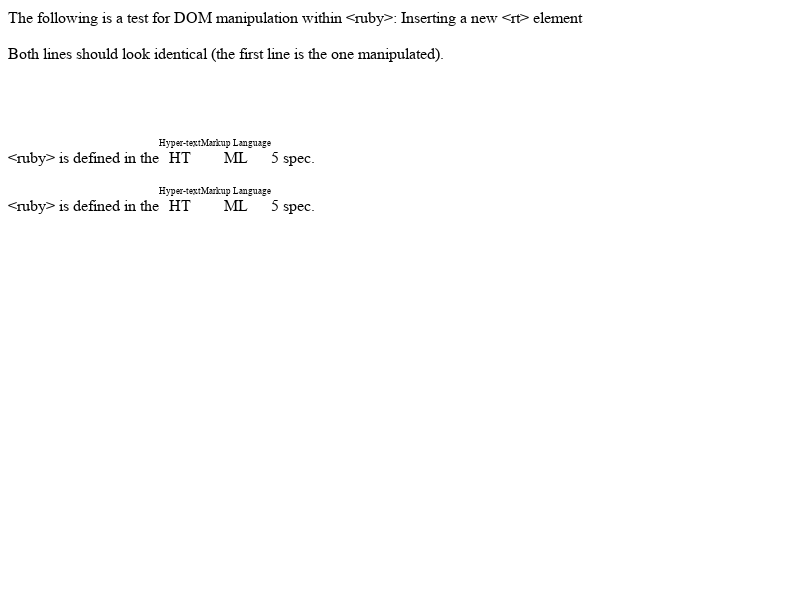 The following is a test for DOM manipulation within <ruby>: Inserting a new <rt> element
Both lines should look identical (the first line is the one manipulated).
Hyper-textMarkup Language
<ruby> is defined in the HT ML 5 spec.
Hyper-textMarkup Language
<ruby> is defined in the HT ML 5 spec.